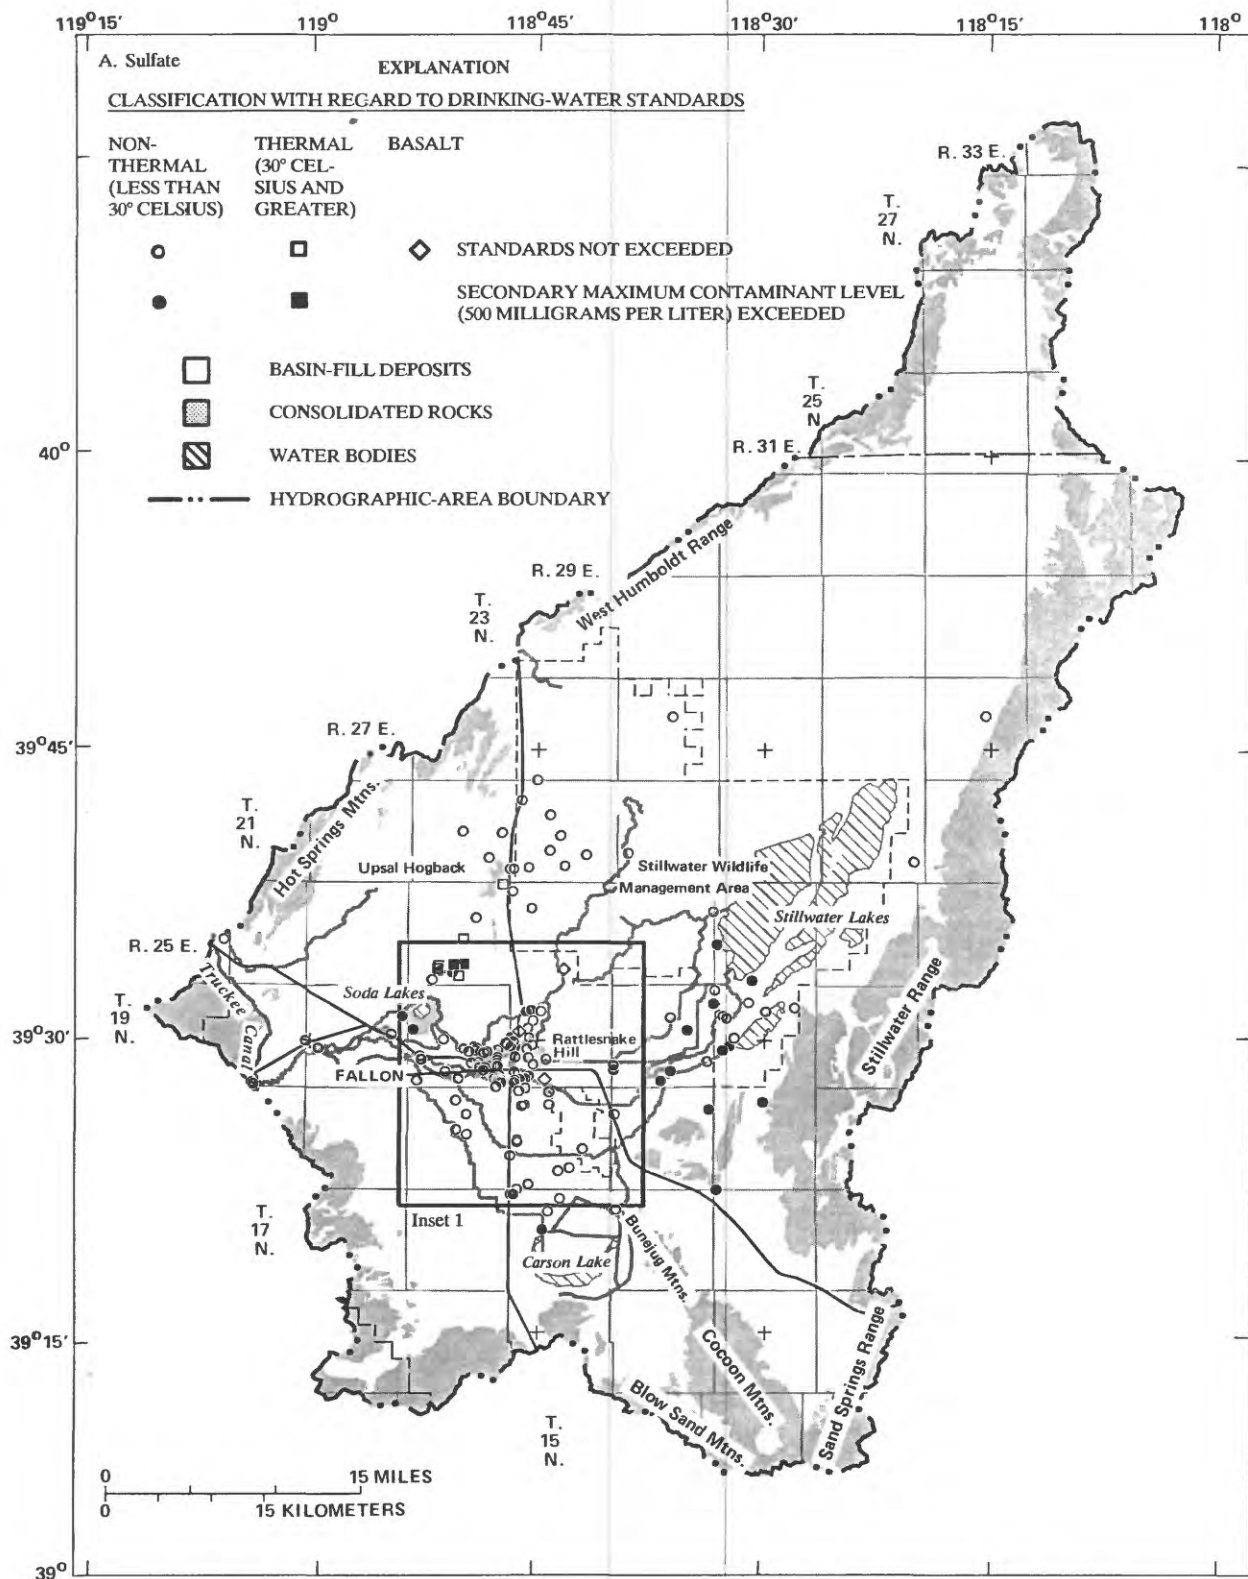 119° 15′ 119° 118° 45′ 118° 30′ 118° 15′ 118°
A. Sulfate
EXPLANATION
CLASSIFICATION WITH REGARD TO DRINKING-WATER STANDARDS
NON-
THERMAL
(LESS THAN
30° CELSIUS)
THERMAL
(30° CEL-
SIUS AND
GREATER)
BASALT
STANDARDS NOT EXCEEDED
SECONDARY MAXIMUM CONTAMINANT LEVEL
(500 MILLIGRAMS PER LITER) EXCEEDED
BASIN-FILL DEPOSITS
CONSOLIDATED ROCKS
WATER BODIES
HYDROGRAPHIC-AREA BOUNDARY
R. 33 E.
T.
27
N.
T.
25
N
40°
R. 31 E.
West Humboldt Range
R. 29 E.
T.
23
N.
R. 27 E.
39° 45′
T.
21
N.
Hot Springs Mtns.
Upsal Hogback
Stillwater Wildlife
Management Area
Stillwater Lakes
R. 25 E.
Truckee
Canal
Soda Lakes
Stillwater Range
T.
19
N.
39° 30′
Rattlesnake
Hill
FALLON
T.
17
N.
Inset 1
Bunejug Mtns.
Carson Lake
39° 15′
Cocoon Mtns.
Sand Springs Range
Blow Sand Mtns.
T.
15
N.
0 15 MILES
0 15 KILOMETERS
39°